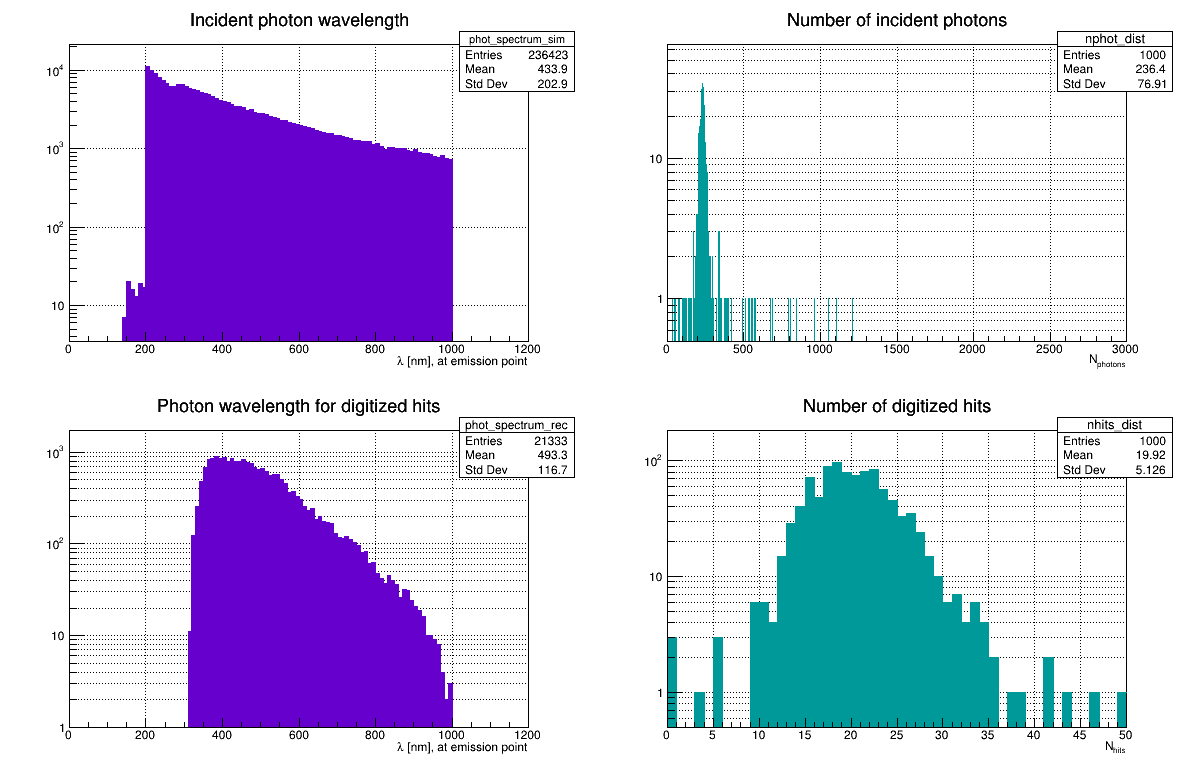 Incident photon wavelength
phot_spectrum_sim
Entries 236423
Mean 433.9
Std Dev 202.9
10⁴
10³
10²
10
0 200 400 600 800 1000 1200
λ [nm], at emission point
Number of incident photons
nphot_dist
Entries 1000
Mean 236.4
Std Dev 76.91
10
1
0 500 1000 1500 2000 2500 3000
N_photons
Photon wavelength for digitized hits
phot_spectrum_rec
Entries 21333
Mean 493.3
Std Dev 116.7
10³
10²
10
1
0 200 400 600 800 1000 1200
λ [nm], at emission point
Number of digitized hits
nhits_dist
Entries 1000
Mean 19.92
Std Dev 5.126
10²
10
1
0 5 10 15 20 25 30 35 40 45 50
N_hits